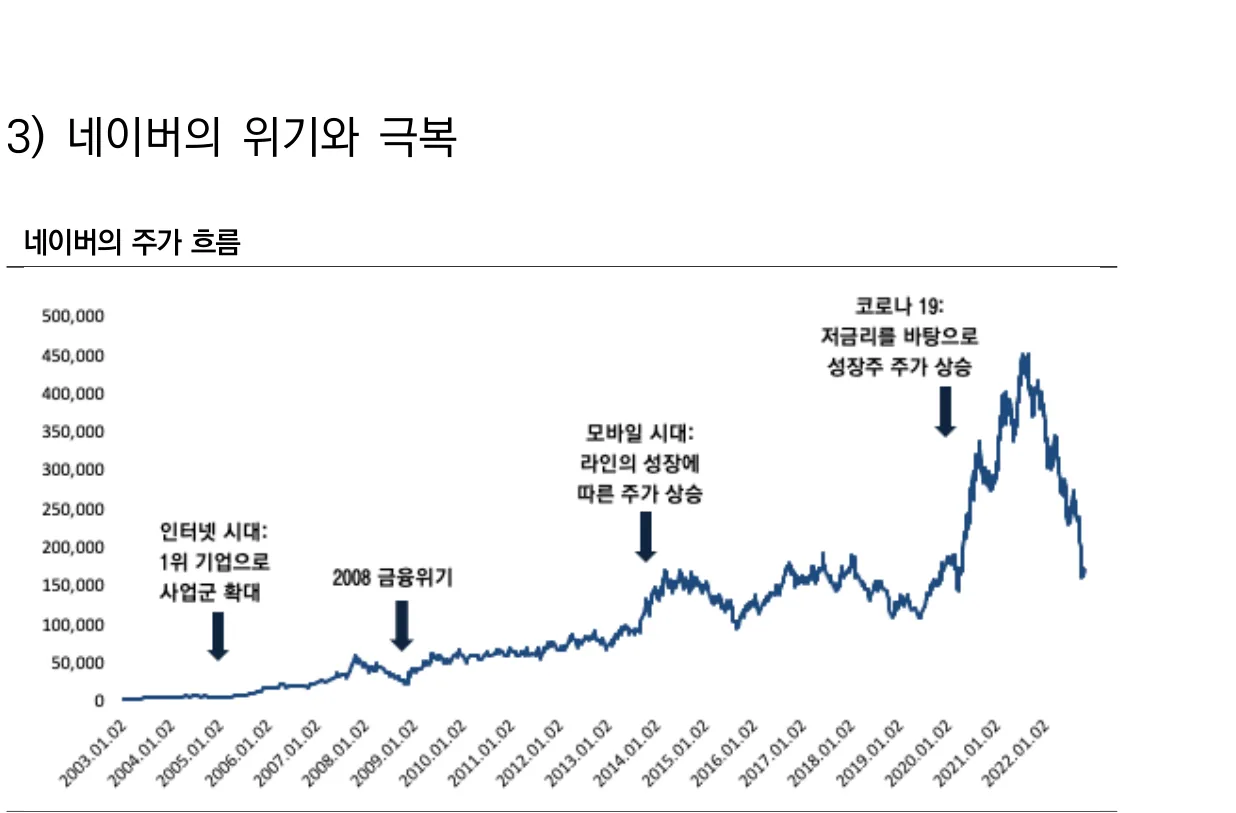 3) 네이버의 위기와 극복
네이버의 주가 흐름
500,000
450,000
400,000
350,000
300,000
250,000
200,000
150,000
100,000
50,000
0
인터넷 시대:
1위 기업으로
사업군 확대
2008 금융위기
모바일 시대:
라인의 성장에
따른 주가 상승
코로나 19:
저금리를 바탕으로
성장주 주가 상승
2003.01.02
2004.01.02
2005.01.02
2006.01.02
2007.01.02
2008.01.02
2009.01.02
2010.01.02
2011.01.02
2012.01.02
2013.01.02
2014.01.02
2015.01.02
2016.01.02
2017.01.02
2018.01.02
2019.01.02
2020.01.02
2021.01.02
2022.01.02